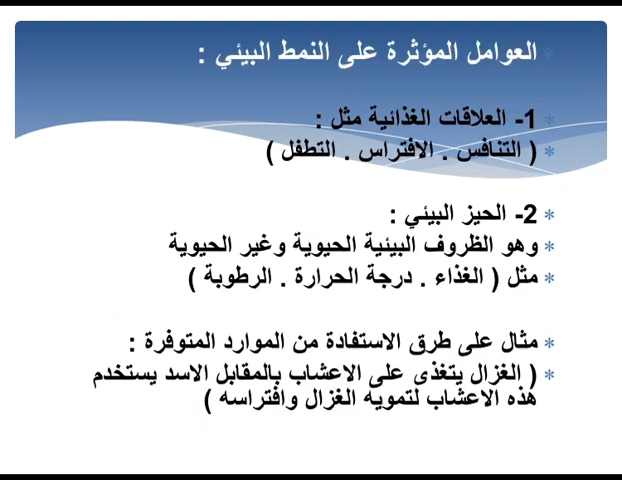 العوامل المؤثرة على النمط البيئي :
1- العلاقات الغذائية مثل :
( التنافس . الافتراس . التطفل )
2- الحيز البيئي :
وهو الظروف البيئية الحيوية وغير الحيوية
مثل ( الغذاء . درجة الحرارة . الرطوبة )
مثال على طرق الاستفادة من الموارد المتوفرة :
( الغزال يتغذى على الاعشاب بالمقابل الاسد يستخدم
هذه الاعشاب لتمويه الغزال وافتراسه )